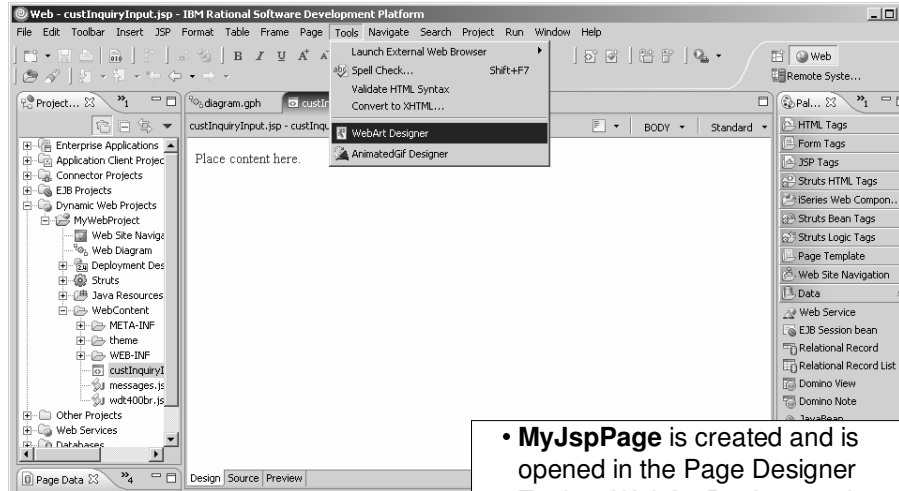 Web - custInquiryInput.jsp - IBM Rational Software Development Platform
File Edit Toolbar Insert JSP Format Table Frame Page Tools Navigate Search Project Run Window Help
Launch External Web Browser
Spell Check... Shift+F7
Validate HTML Syntax
Convert to XHTML...
WebArt Designer
AnimatedGif Designer
Web
Remote Syste...
Project...
1
diagram.gph
custInquiryInput.jsp - custInqu
BODY
Standard
Place content here.
Enterprise Applications
Application Client Projec
Connector Projects
EJB Projects
Dynamic Web Projects
MyWebProject
Web Site Naviga
Web Diagram
Deployment Des
Struts
Java Resources
WebContent
META-INF
theme
WEB-INF
custInquiryI
messages.js
wdt400br.js
Other Projects
Web Services
Databases
Page Data
4
Design Source Preview
Pal...
1
HTML Tags
Form Tags
JSP Tags
Struts HTML Tags
iSeries Web Compon...
Struts Bean Tags
Struts Logic Tags
Page Template
Web Site Navigation
Data
Web Service
EJB Session bean
Relational Record
Relational Record List
Domino View
Domino Note
JavaBean
• MyJspPage is created and is
opened in the Page Designer